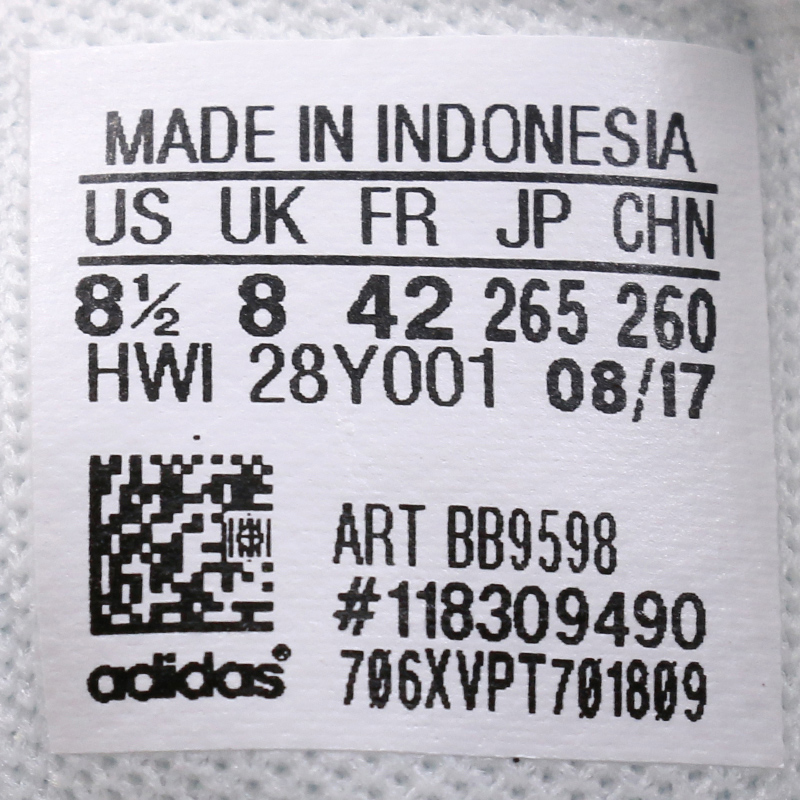 MADE IN INDONESIA
US UK FR JP CHN
8½ 8 42 265 260
HWI 28Y001 08/17
ART BB9598
#118309490
adidas® 706XVPT701809